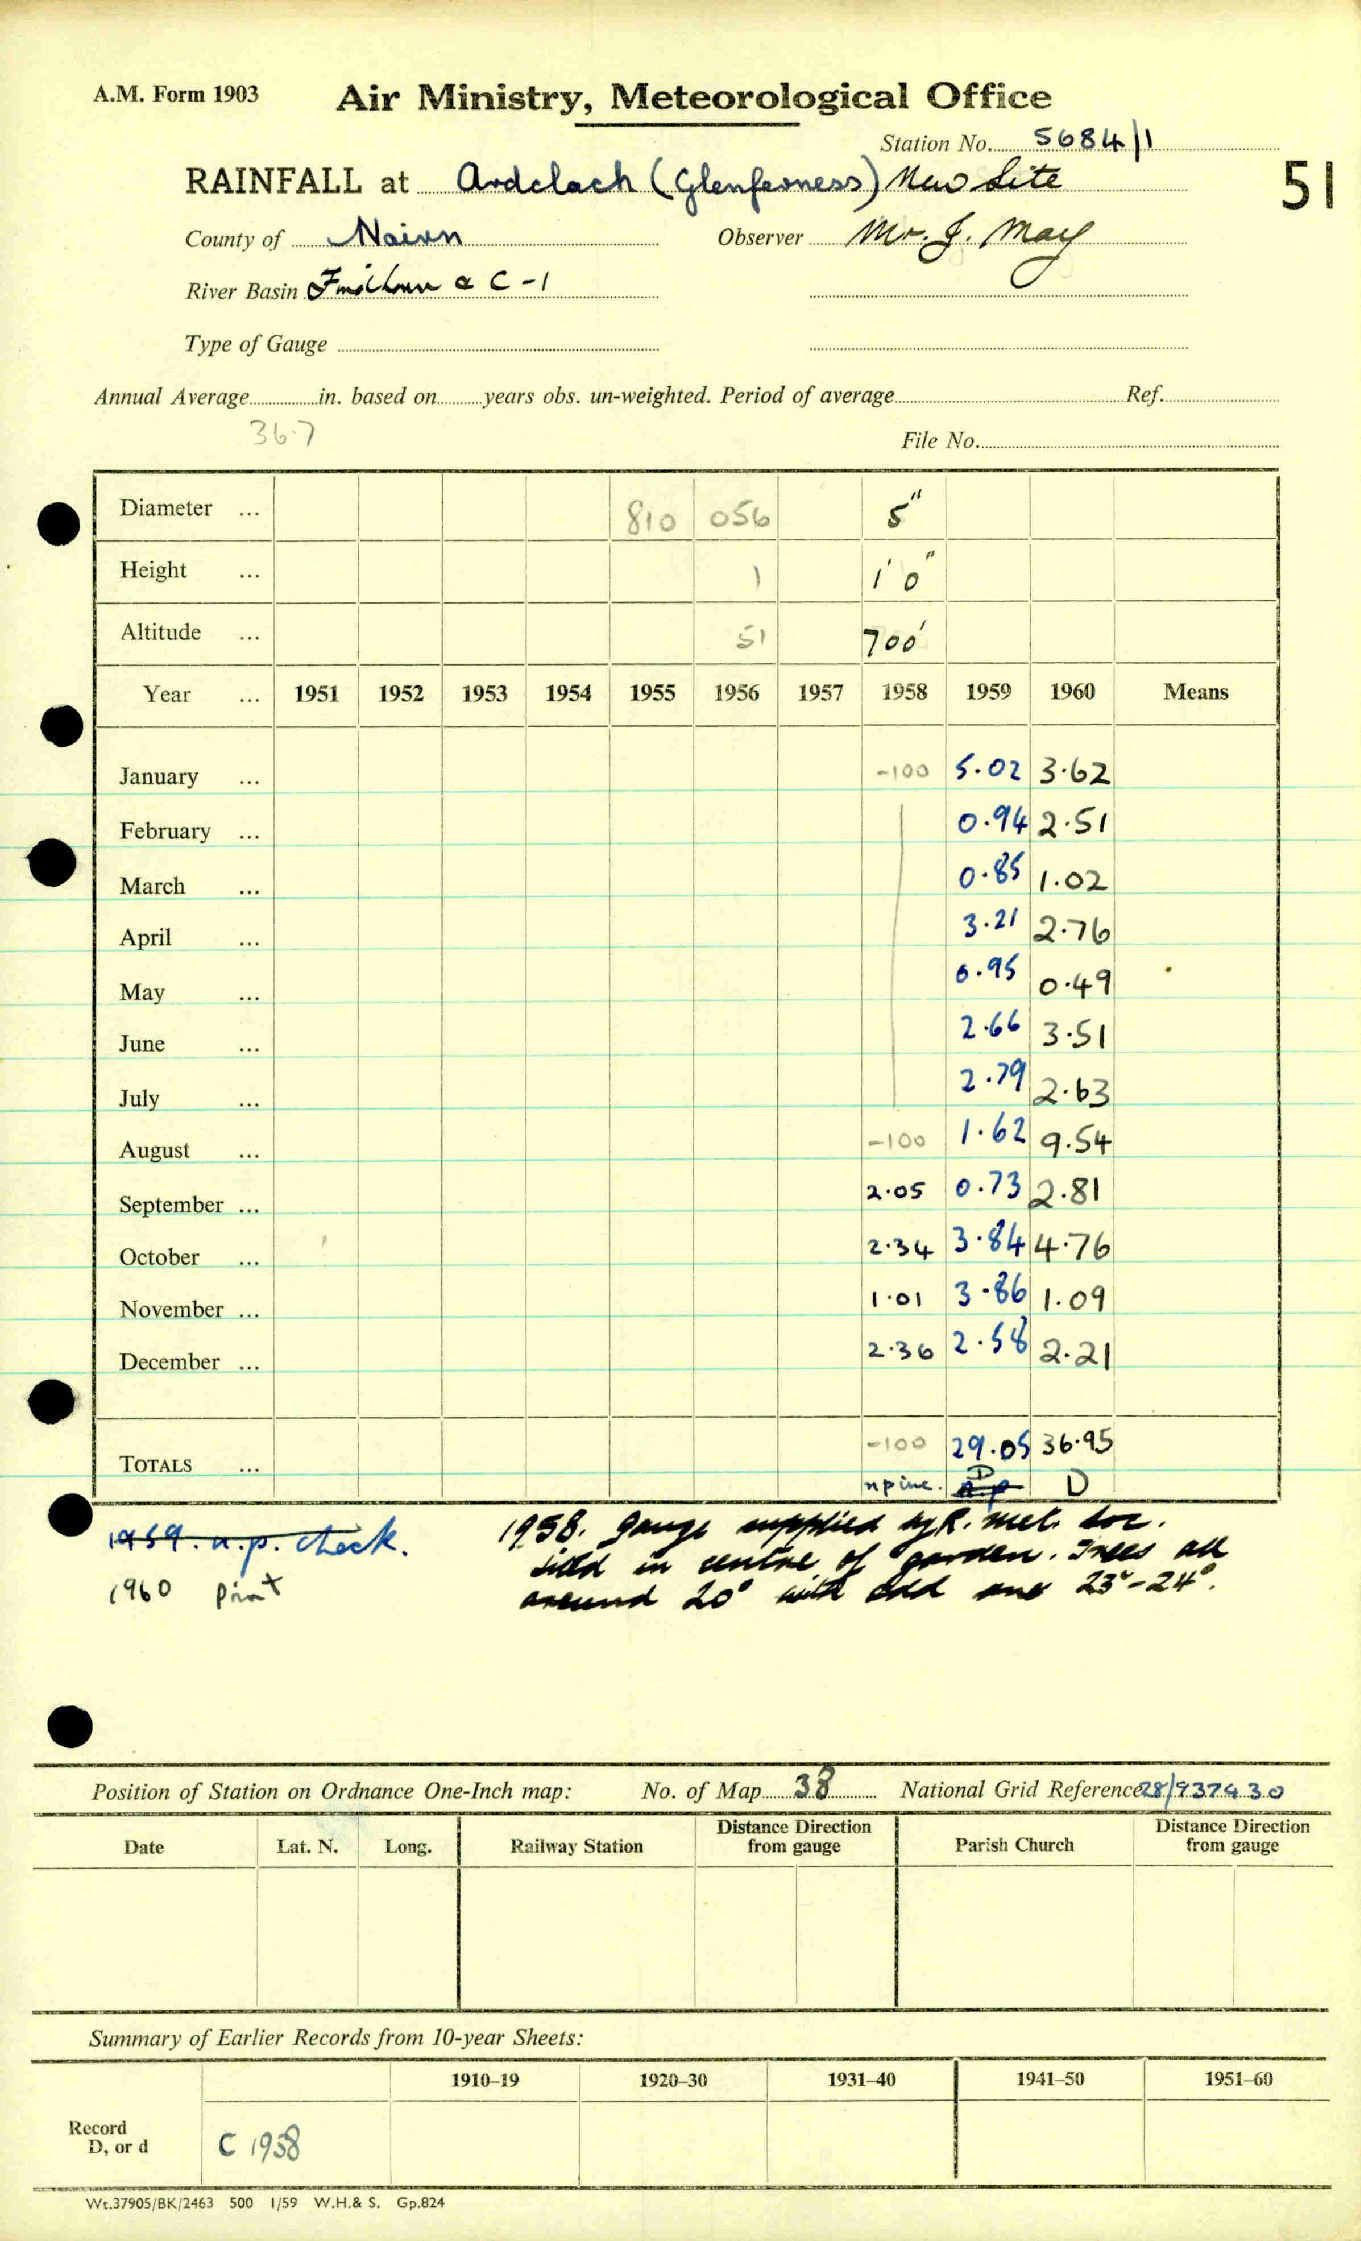 A.M. Form 1903 Air Ministry, Meteorological Office
Station No. 5684/1
RAINFALL at Ardclach (Glenferness) New Site 51
County of Nairn Observer Mr. J. May
River Basin Findhorn a C-1
Type of Gauge
Annual Average in. based on years obs. un-weighted. Period of average Ref.
36.7
File No.
Diameter ... 810 056 5"
Height ... 1 1' 0"
Altitude ... 51 700'
Year ... 1951 1952 1953 1954 1955 1956 1957 1958 1959 1960 Means
January ... -100 5.02 3.62
February ... 0.94 2.51
March ... 0.85 1.02
April ... 3.21 2.76
May ... 0.95 0.49
June ... 2.66 3.51
July ... 2.79 2.63
August ... -100 1.62 9.54
September ... 2.05 0.73 2.81
October ... 2.34 3.84 4.76
November ... 1.01 3.86 1.09
December ... 2.36 2.58 2.21
TOTALS ... -100 29.05 36.95
n p inc. n.p D D
1959. n.p. check. 1958. Gauge supplied by R. Met. Soc.
sited in centre of garden. Trees all
1960 print around 20° with odd one 23°-24°.
Position of Station on Ordnance One-Inch map: No. of Map 38 National Grid Reference 28/937430
Date Lat. N. Long. Railway Station Distance Direction from gauge Parish Church Distance Direction from gauge
Summary of Earlier Records from 10-year Sheets:
1910-19 1920-30 1931-40 1941-50 1951-60
Record
D, or d C 1958
Wt.37905/BK/2463 500 1/59 W.H.& S. Gp.824